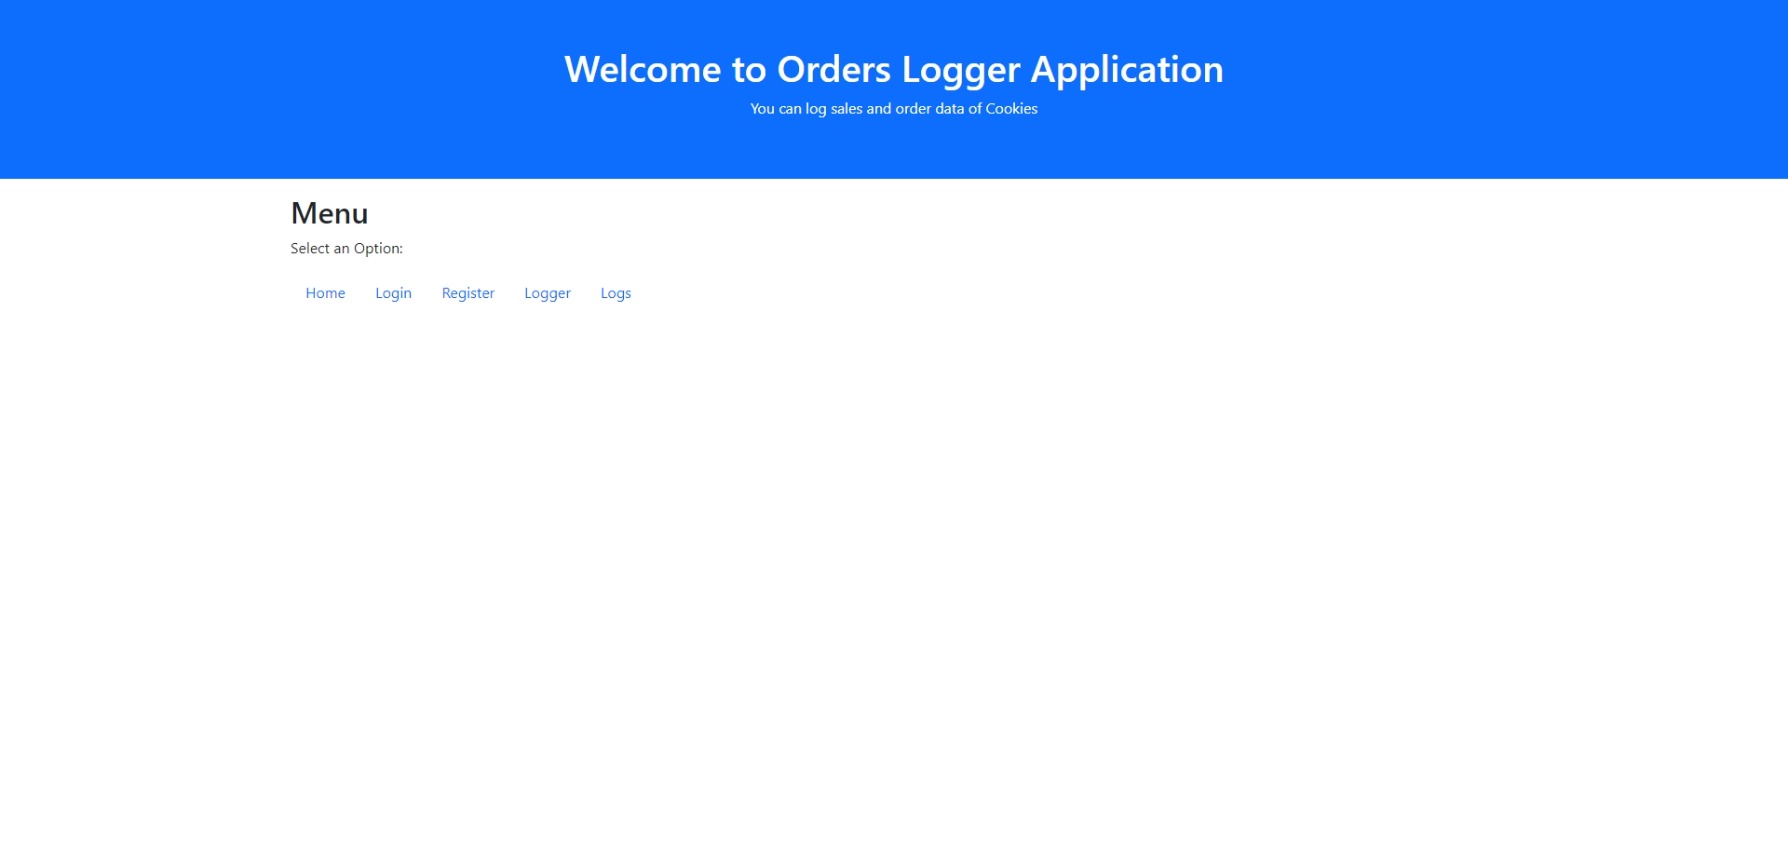 Welcome to Orders Logger Application
You can log sales and order data of Cookies
Menu
Select an Option:
Home Login Register Logger Logs